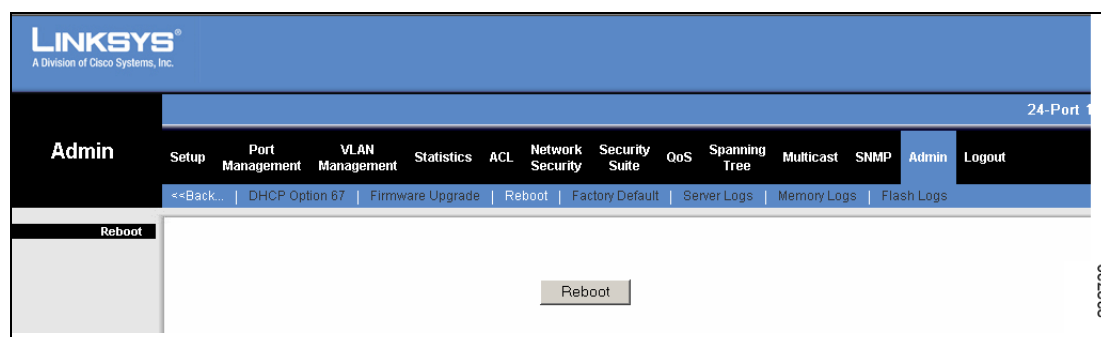 LINKSYS®
A Division of Cisco Systems, Inc.
24-Port
Admin
Setup Port Management VLAN Management Statistics ACL Network Security Security Suite QoS Spanning Tree Multicast SNMP Admin Logout
<<Back... | DHCP Option 67 | Firmware Upgrade | Reboot | Factory Default | Server Logs | Memory Logs | Flash Logs
Reboot
Reboot